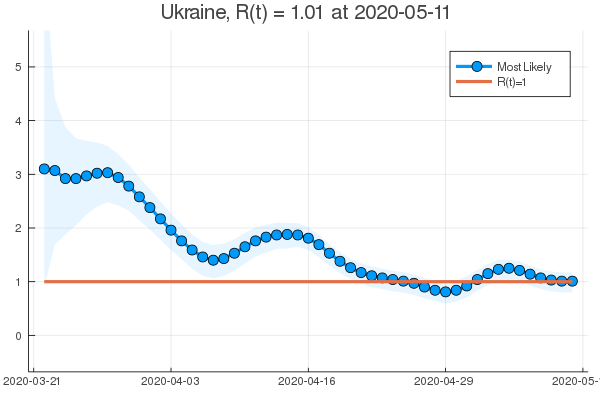 Ukraine, R(t) = 1.01 at 2020-05-11
Most Likely
R(t)=1
5
4
3
2
1
0
2020-03-21 2020-04-03 2020-04-16 2020-04-29